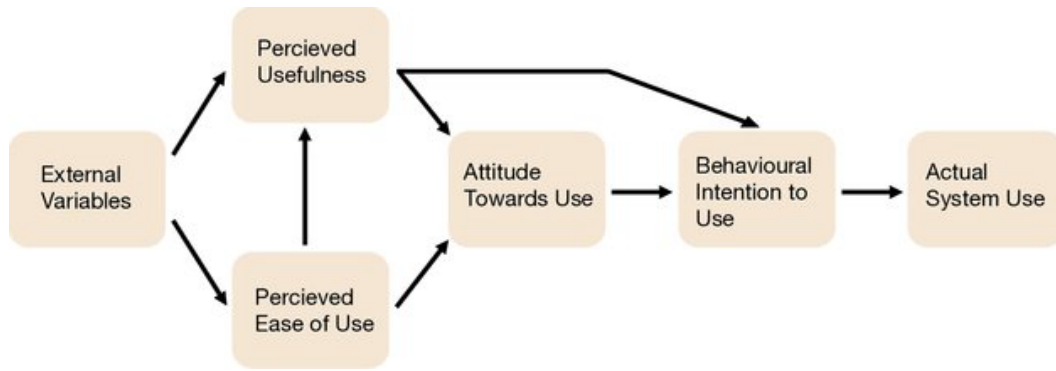 Percieved
Usefulness
External
Variables
Percieved
Ease of Use
Attitude
Towards Use
Behavioural
Intention to
Use
Actual
System Use